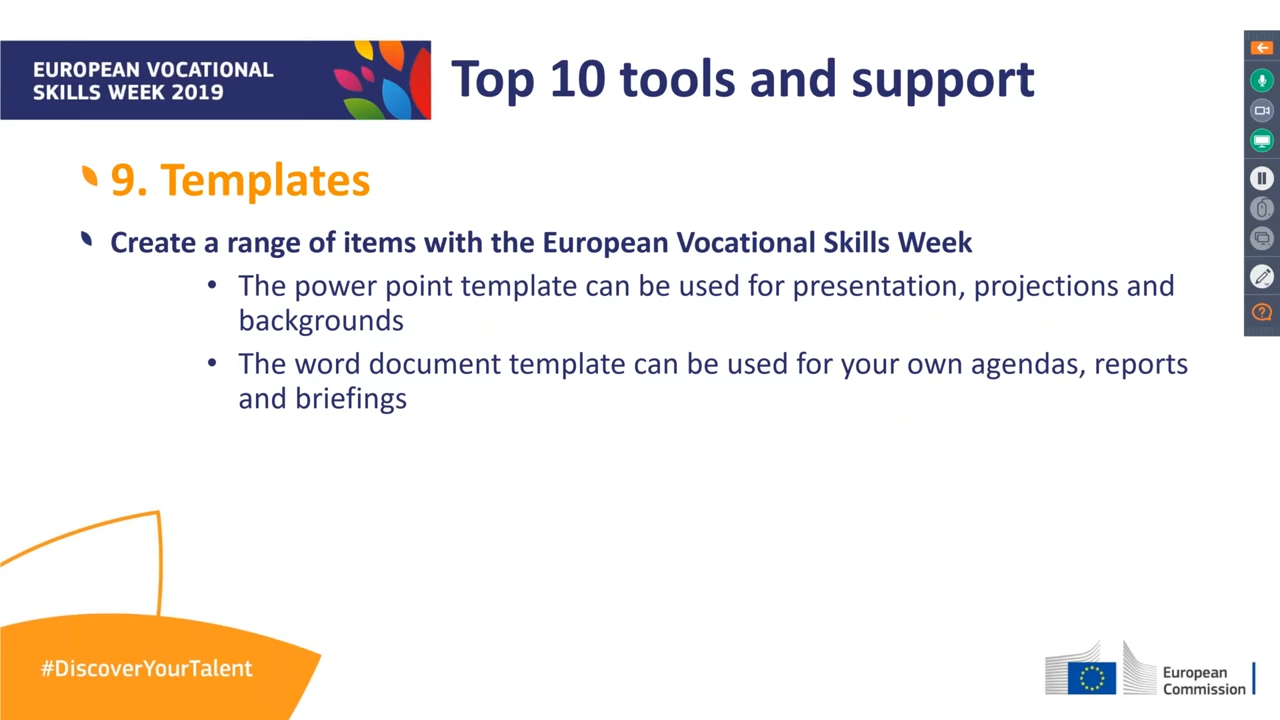 EUROPEAN VOCATIONAL
SKILLS WEEK 2019
Top 10 tools and support
9. Templates
Create a range of items with the European Vocational Skills Week
• The power point template can be used for presentation, projections and
backgrounds
• The word document template can be used for your own agendas, reports
and briefings
#DiscoverYourTalent
European
Commission